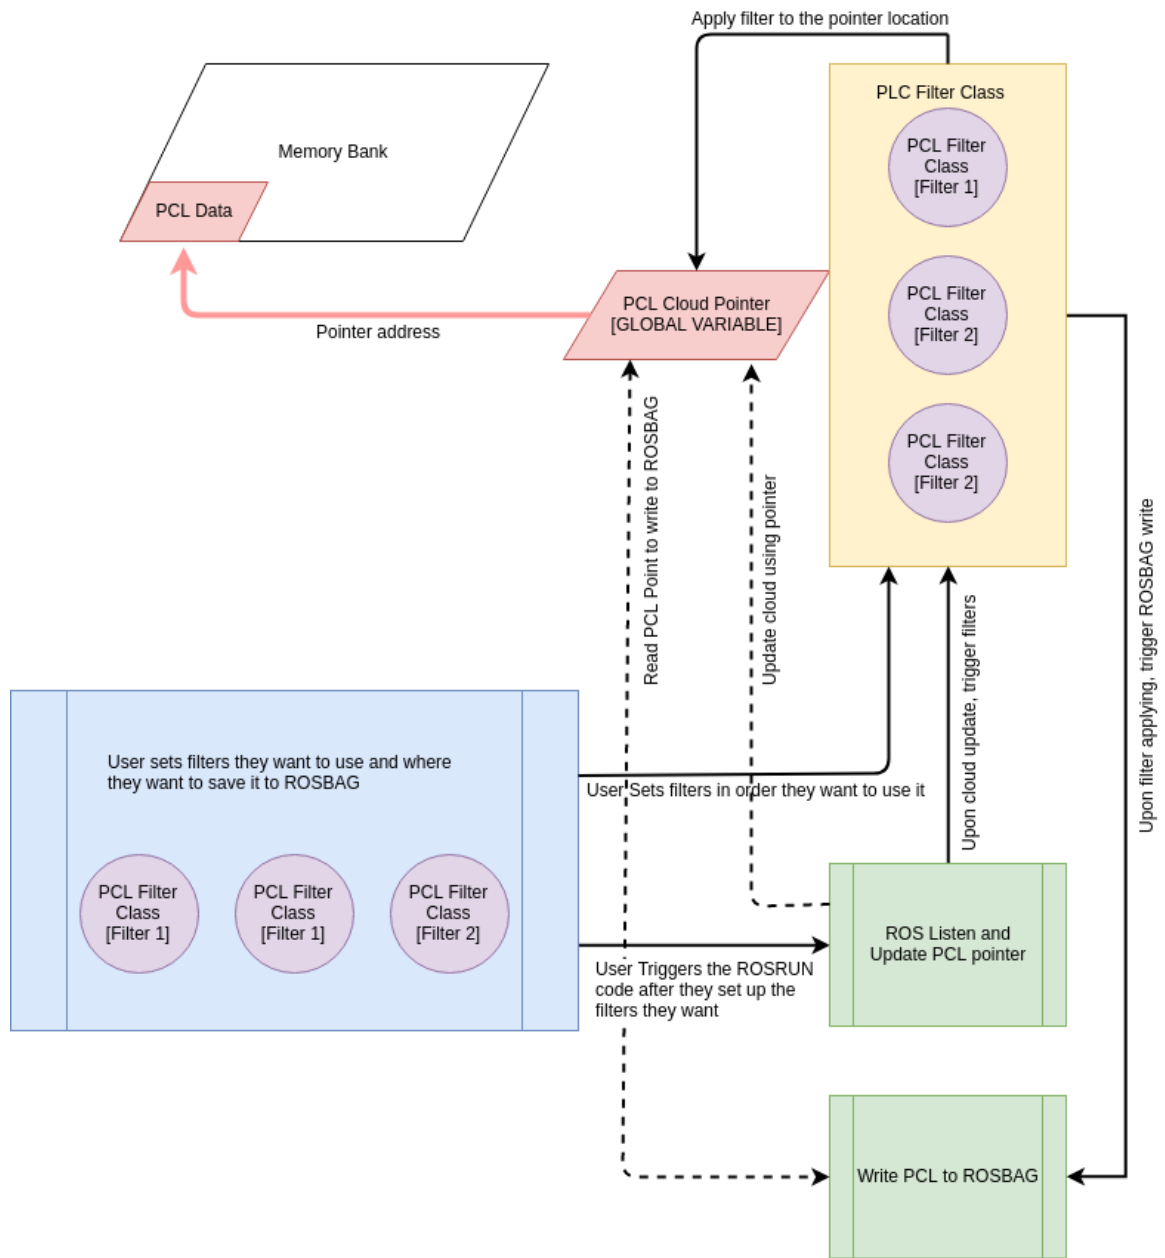 Apply filter to the pointer location
Memory Bank
PCL Data
Pointer address
PCL Cloud Pointer
[GLOBAL VARIABLE]
PLC Filter Class
PCL Filter
Class
[Filter 1]
PCL Filter
Class
[Filter 2]
PCL Filter
Class
[Filter 2]
Read PCL Point to write to ROSBAG
Update cloud using pointer
Upon cloud update, trigger filters
Upon filter applying, trigger ROSBAG write
User sets filters they want to use and where
they want to save it to ROSBAG
PCL Filter
Class
[Filter 1]
PCL Filter
Class
[Filter 1]
PCL Filter
Class
[Filter 2]
User Sets filters in order they want to use it
User Triggers the ROSRUN
code after they set up the
filters they want
ROS Listen and
Update PCL pointer
Write PCL to ROSBAG